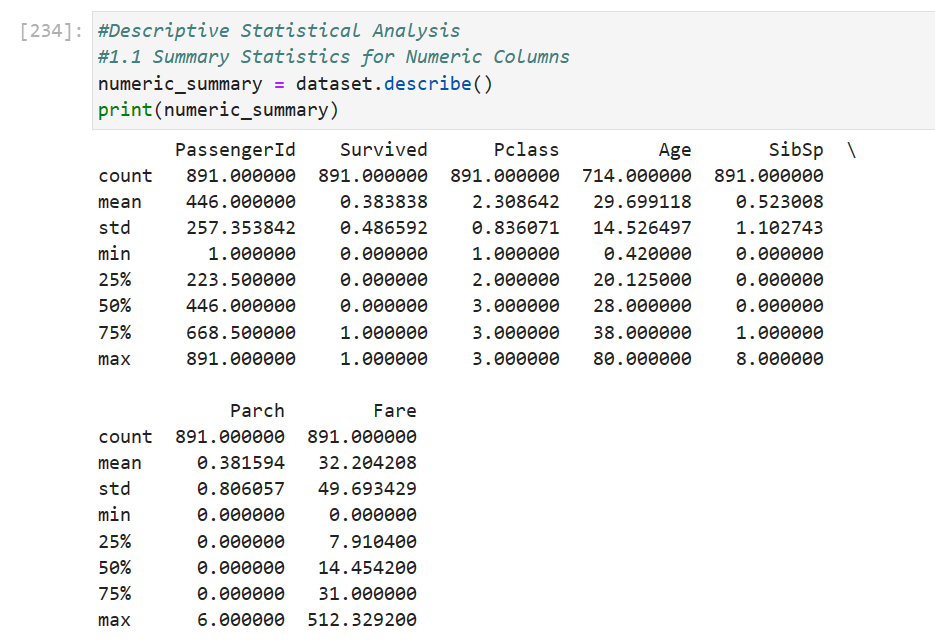 [234]: #Descriptive Statistical Analysis
#1.1 Summary Statistics for Numeric Columns
numeric_summary = dataset.describe()
print(numeric_summary)
PassengerId Survived Pclass Age SibSp \
count 891.000000 891.000000 891.000000 714.000000 891.000000
mean 446.000000 0.383838 2.308642 29.699118 0.523008
std 257.353842 0.486592 0.836071 14.526497 1.102743
min 1.000000 0.000000 1.000000 0.420000 0.000000
25% 223.500000 0.000000 2.000000 20.125000 0.000000
50% 446.000000 0.000000 3.000000 28.000000 0.000000
75% 668.500000 1.000000 3.000000 38.000000 1.000000
max 891.000000 1.000000 3.000000 80.000000 8.000000
Parch Fare
count 891.000000 891.000000
mean 0.381594 32.204208
std 0.806057 49.693429
min 0.000000 0.000000
25% 0.000000 7.910400
50% 0.000000 14.454200
75% 0.000000 31.000000
max 6.000000 512.329200